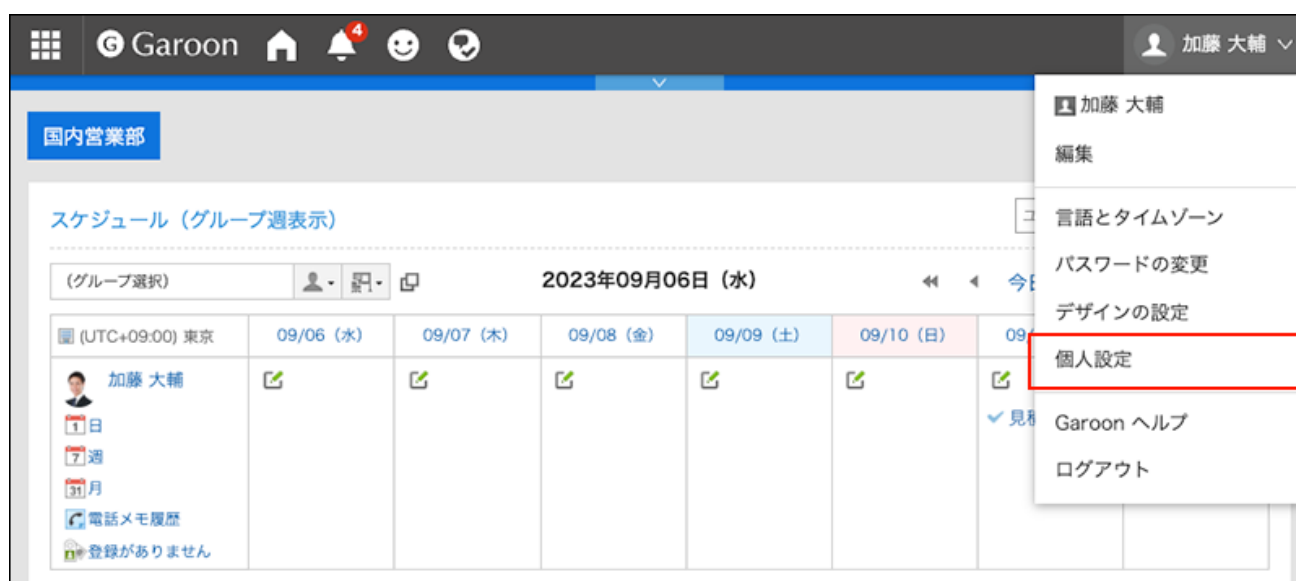 G Garoon
4
加藤 大輔
国内営業部
加藤 大輔
編集
言語とタイムゾーン
パスワードの変更
デザインの設定
個人設定
Garoon ヘルプ
ログアウト
スケジュール（グループ週表示）
(グループ選択)
2023年09月06日（水）
(UTC+09:00) 東京
09/06（水）
09/07（木）
09/08（金）
09/09（土）
09/10（日）
09/
加藤 大輔
1 日
7 週
31 月
電話メモ履歴
登録がありません